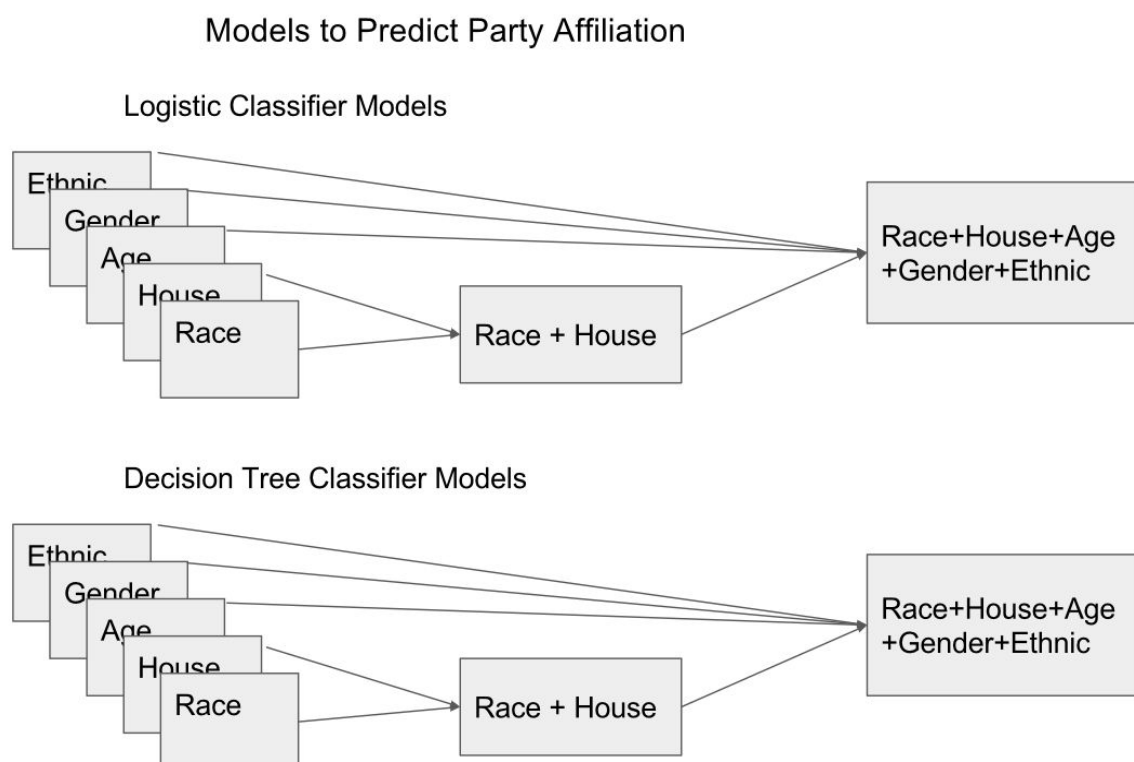 Models to Predict Party Affiliation
Logistic Classifier Models
Ethnic
Gender
Age
House
Race
Race + House
Race+House+Age
+Gender+Ethnic
Decision Tree Classifier Models
Ethnic
Gender
Age
House
Race
Race + House
Race+House+Age
+Gender+Ethnic